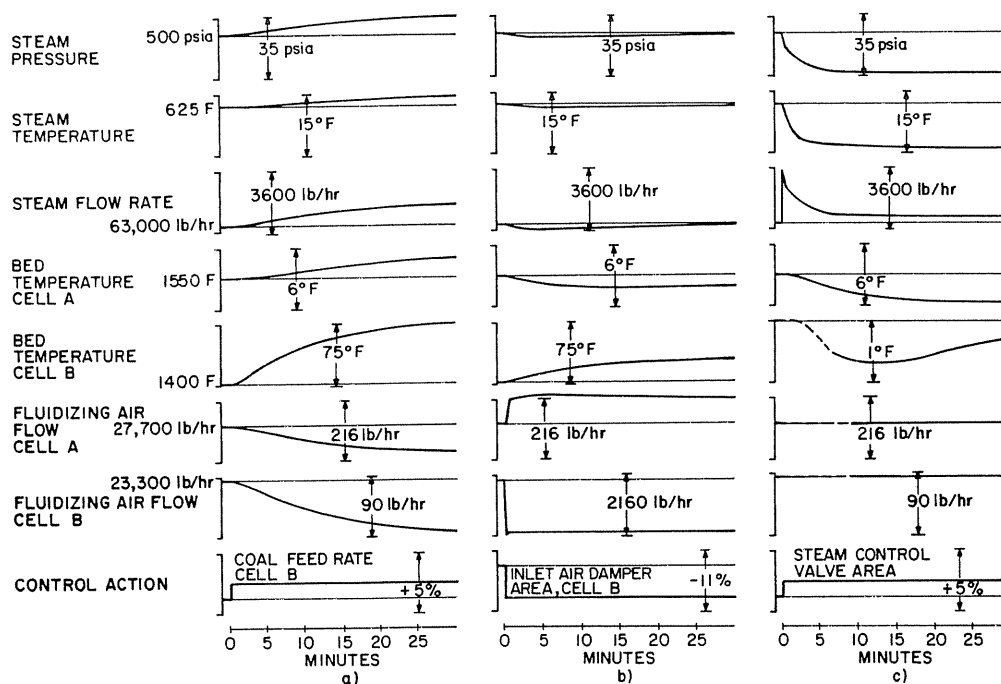 STEAM
PRESSURE
500 psia
35 psia
35 psia
35 psia
STEAM
TEMPERATURE
625 F
15°F
15°F
15°F
STEAM FLOW RATE
63,000 lb/hr
3600 lb/hr
3600 lb/hr
3600 lb/hr
BED
TEMPERATURE
CELL A
1550 F
6°F
6°F
6°F
BED
TEMPERATURE
CELL B
1400 F
75°F
75°F
1°F
FLUIDIZING AIR
FLOW
CELL A
27,700 lb/hr
216 lb/hr
216 lb/hr
216 lb/hr
23,300 lb/hr
FLUIDIZING AIR FLOW
CELL B
90 lb/hr
2160 lb/hr
90 lb/hr
CONTROL ACTION
COAL FEED RATE
CELL B
+5%
INLET AIR DAMPER
AREA, CELL B
-11%
STEAM CONTROL
VALVE AREA
+5%
0 5 10 15 20 25
MINUTES
a)
0 5 10 15 20 25
MINUTES
b)
0 5 10 15 20 25
MINUTES
c)